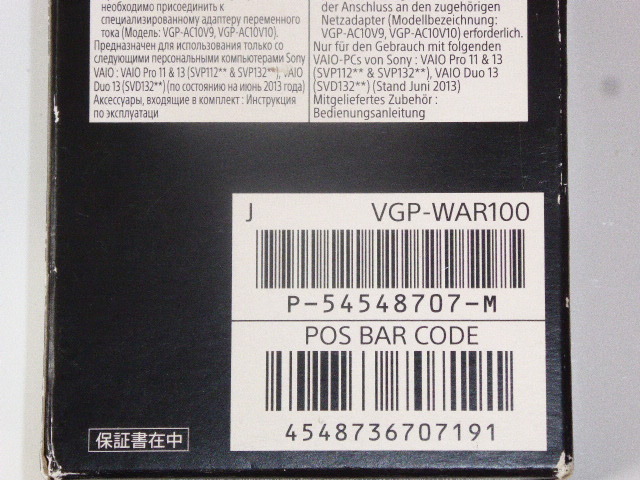 необходимо присоединить к
специализированному адаптеру переменного
тока (Модель: VGP-AC10V9, VGP-AC10V10).
Предназначен для использования только со
следующими персональными компьютерами Sony
VAIO : VAIO Pro 11 & 13 (SVP112** & SVP132**), VAIO
Duo 13 (SVD132**) (по состоянию на июнь 2013 года)
Аксессуары, входящие в комплект : Инструкция
по эксплуатаци
der Anschluss an den zugehörigen
Netzadapter (Modellbezeichnung:
VGP-AC10V9, VGP-AC10V10) erforderlich.
Nur für den Gebrauch mit folgenden
VAIO-PCs von Sony : VAIO Pro 11 & 13
(SVP112** & SVP132**), VAIO Duo 13
(SVD132**) (Stand Juni 2013)
Mitgeliefertes Zubehör :
Bedienungsanleitung
J VGP-WAR100
P-54548707-M
POS BAR CODE
4548736707191
保証書在中